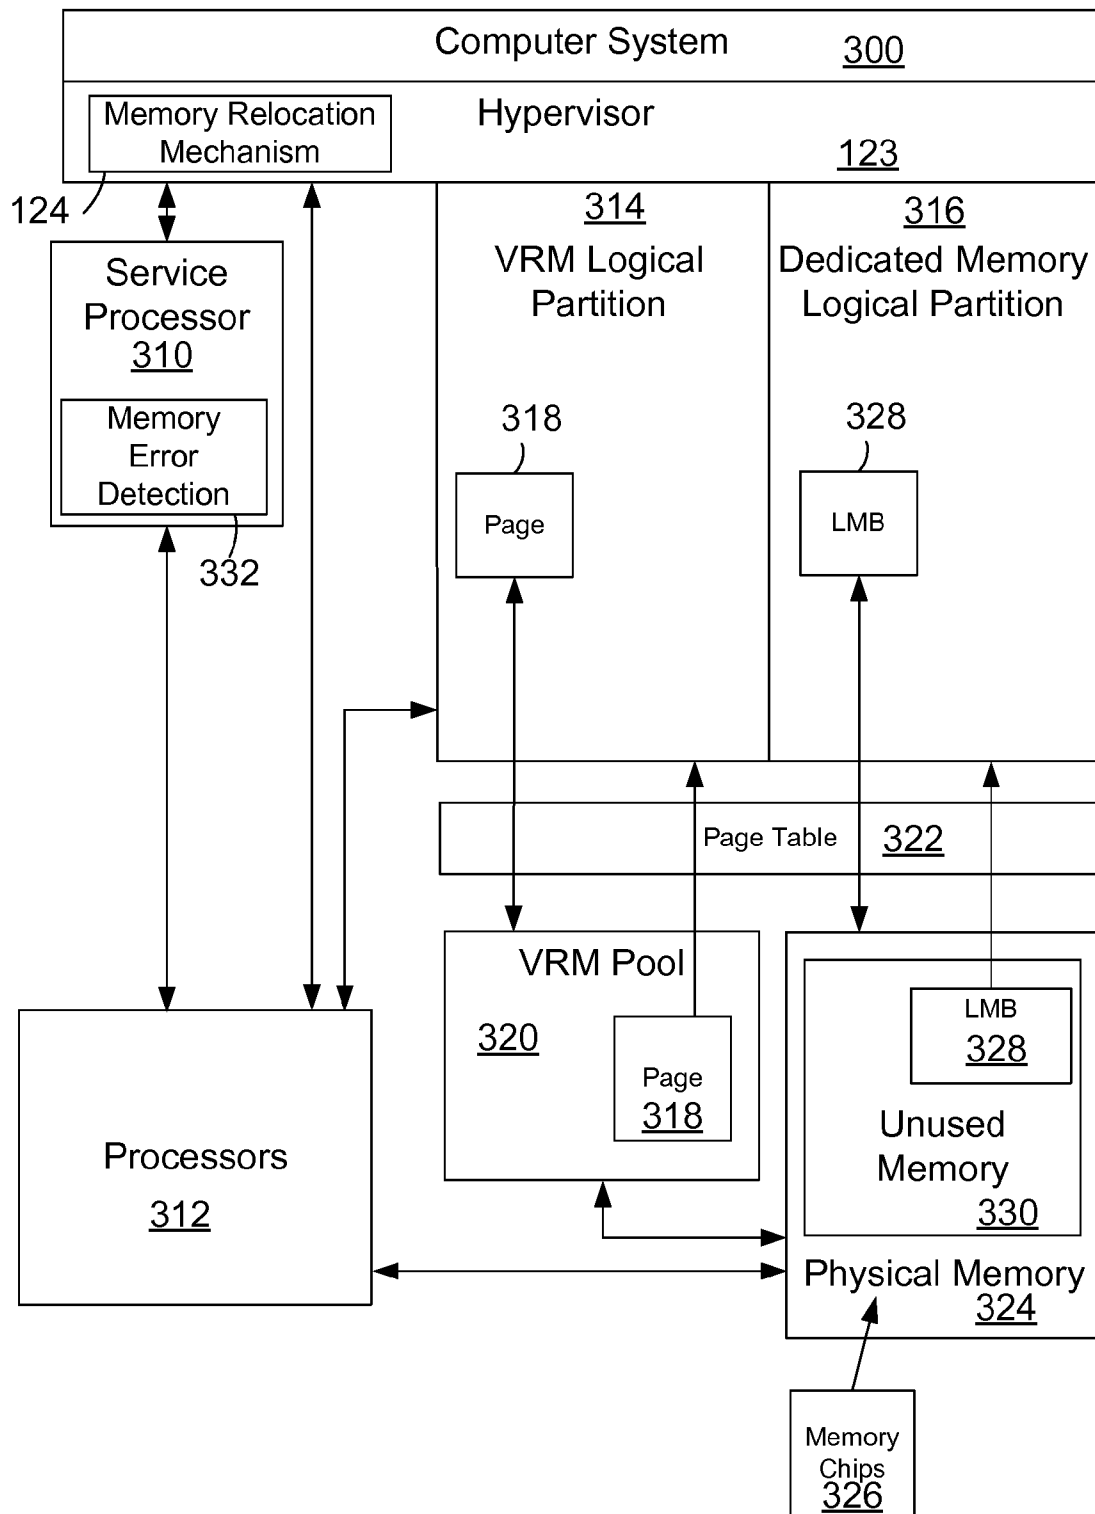 Computer System 300
Hypervisor
123
Memory Relocation
Mechanism
124
314
VRM Logical
Partition
316
Dedicated Memory
Logical Partition
Service
Processor
310
Memory
Error
Detection
332
318
Page
328
LMB
Page Table 322
VRM Pool
320
Page
318
LMB
328
Unused
Memory
330
Physical Memory
324
Processors
312
Memory
Chips
326